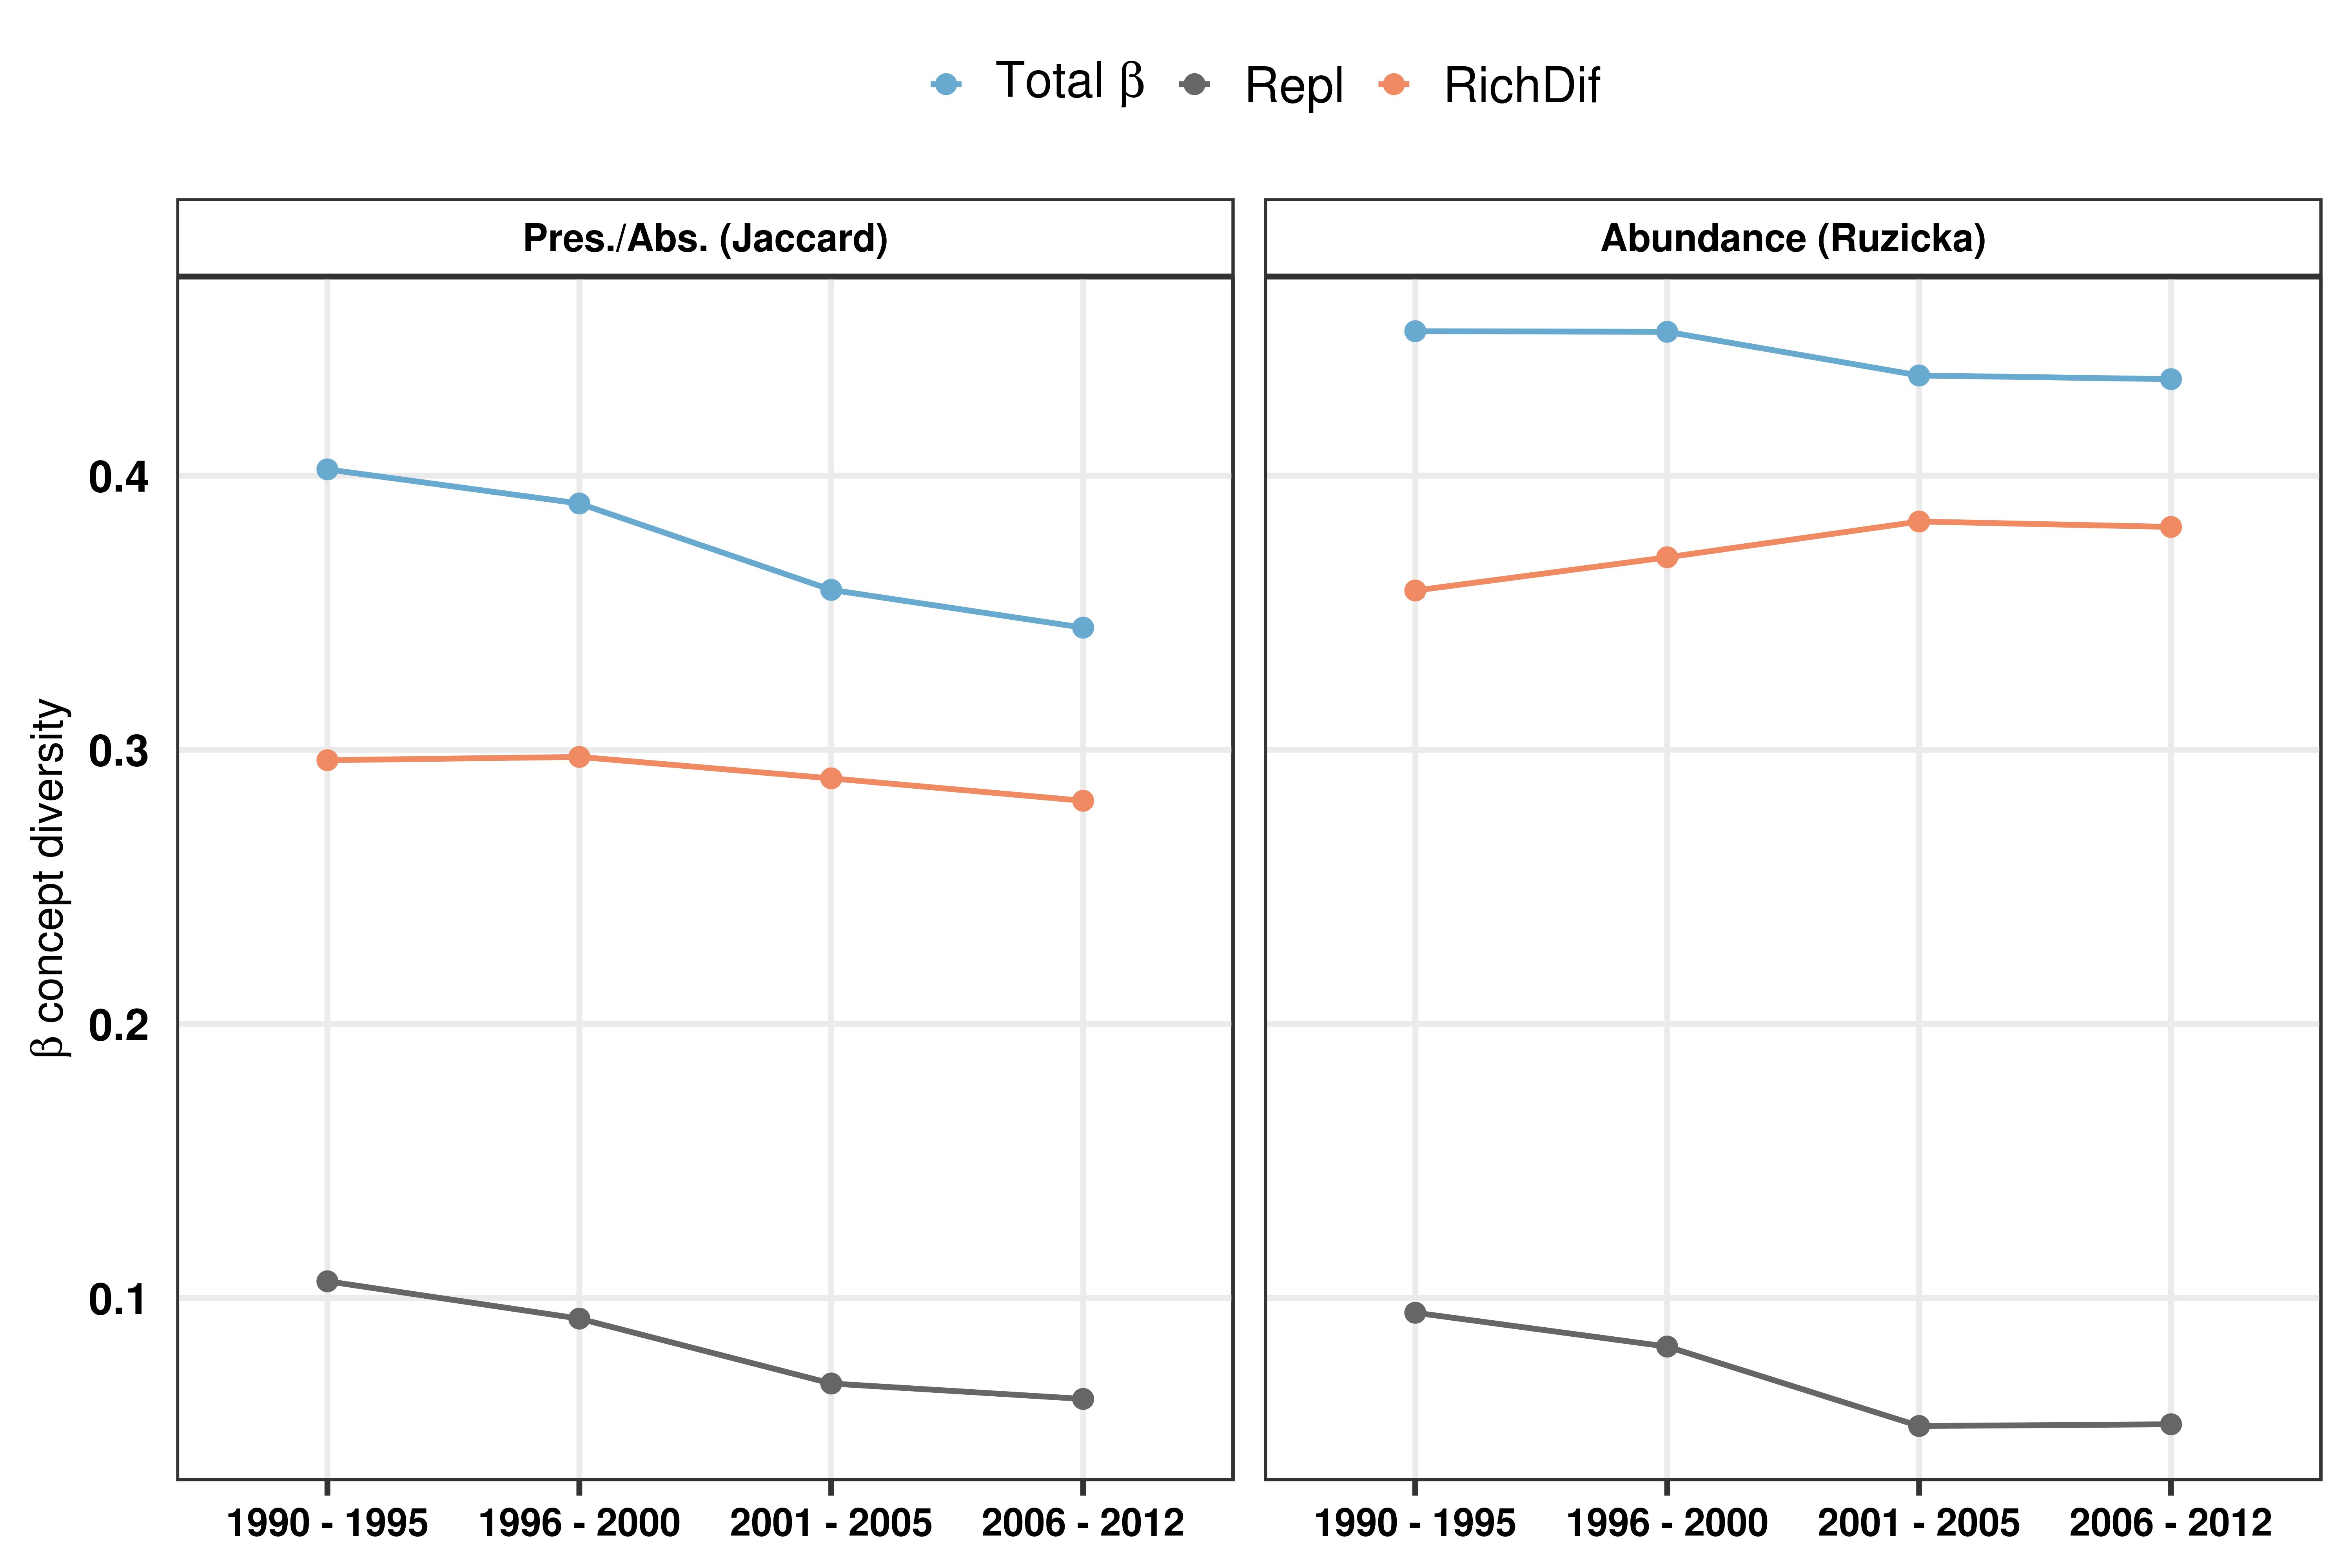 Total β Repl RichDif
Pres./Abs. (Jaccard) Abundance (Ruzicka)
β concept diversity
0.4
0.3
0.2
0.1
1990 - 1995 1996 - 2000 2001 - 2005 2006 - 2012 1990 - 1995 1996 - 2000 2001 - 2005 2006 - 2012